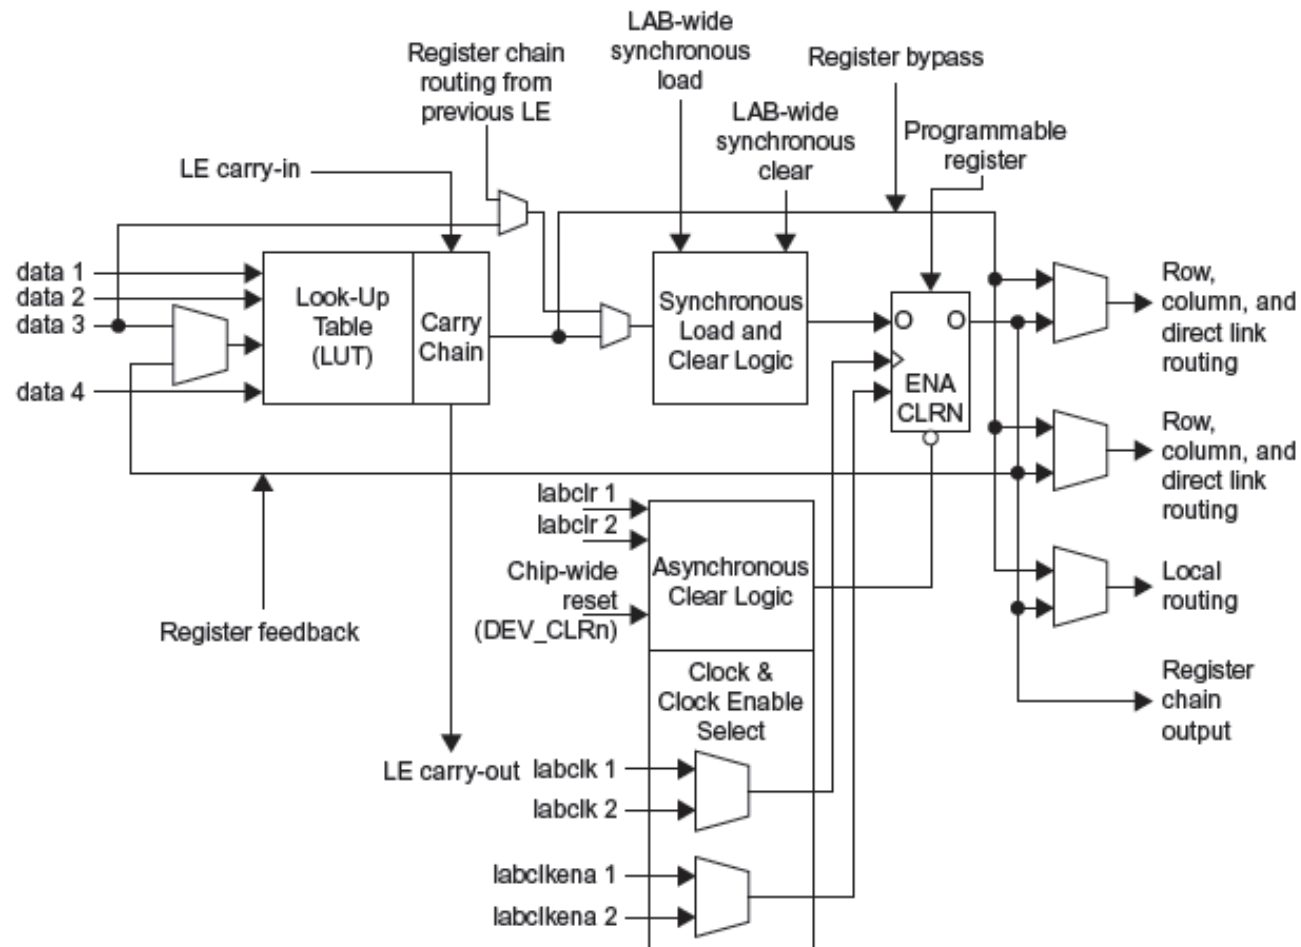 LAB-wide
synchronous
load
Register chain
routing from
previous LE
Register bypass
LAB-wide
synchronous
clear
Programmable
register
LE carry-in
data 1
data 2
data 3
data 4
Look-Up
Table
(LUT)
Carry
Chain
Synchronous
Load and
Clear Logic
O O
ENA
CLRN
Row,
column, and
direct link
routing
Row,
column, and
direct link
routing
Local
routing
Register
chain
output
Register feedback
labclr 1
labclr 2
Chip-wide
reset
(DEV_CLRn)
Asynchronous
Clear Logic
Clock &
Clock Enable
Select
LE carry-out
labclk 1
labclk 2
labclkena 1
labclkena 2